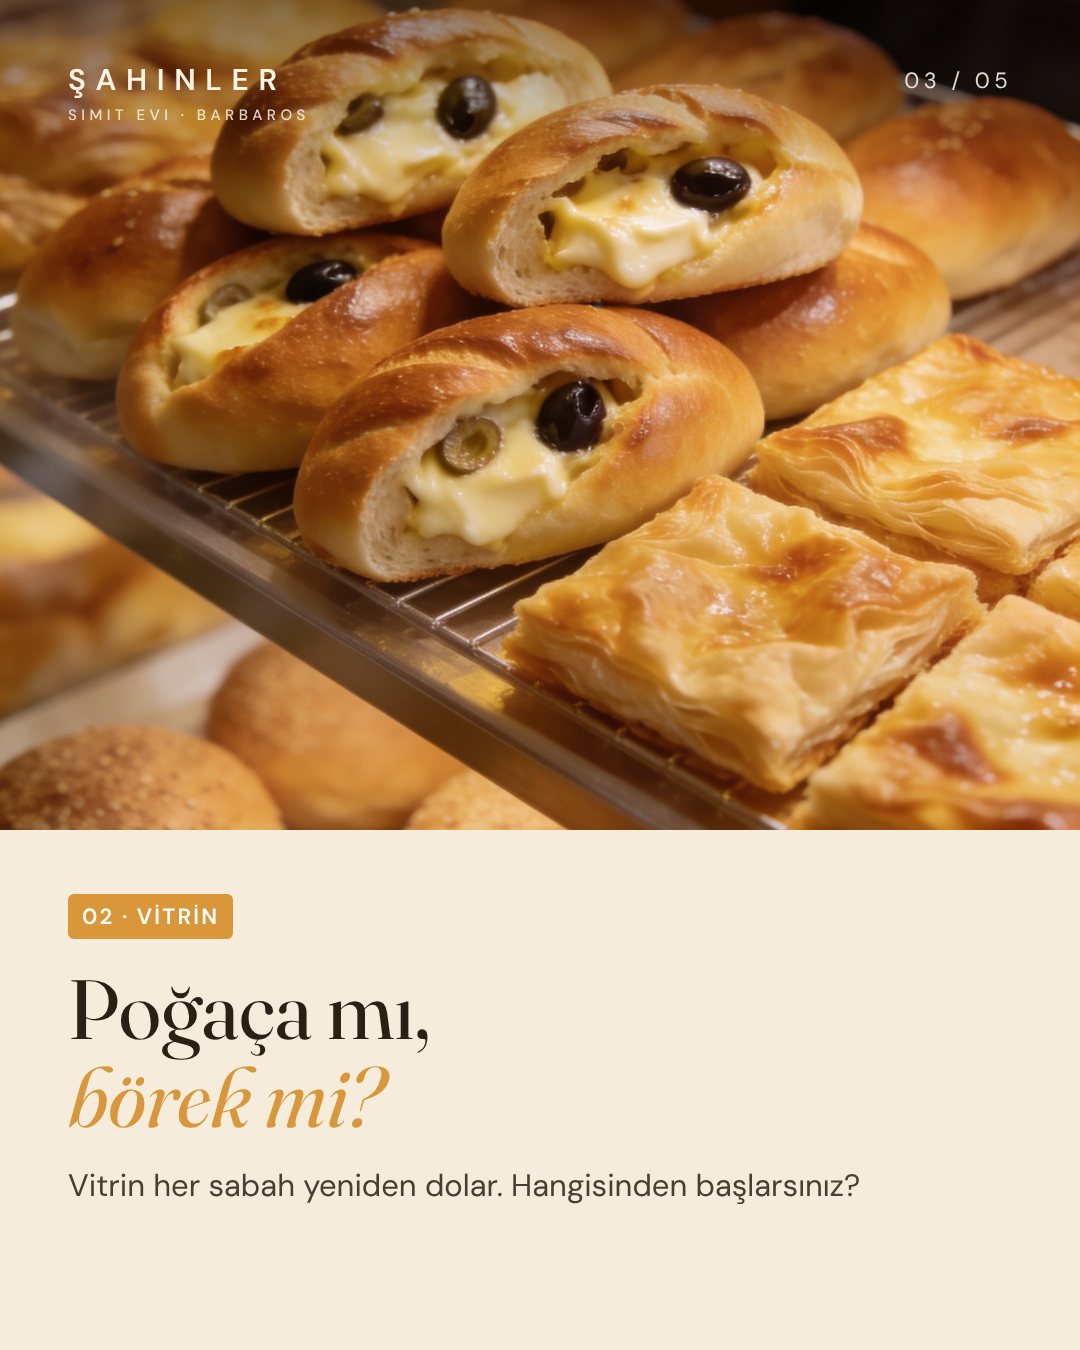 ŞAHINLER
SIMIT EVI · BARBAROS
03 / 05
02 · VİTRİN
Poğaça mı,
börek mi?
Vitrin her sabah yeniden dolar. Hangisinden başlarsınız?